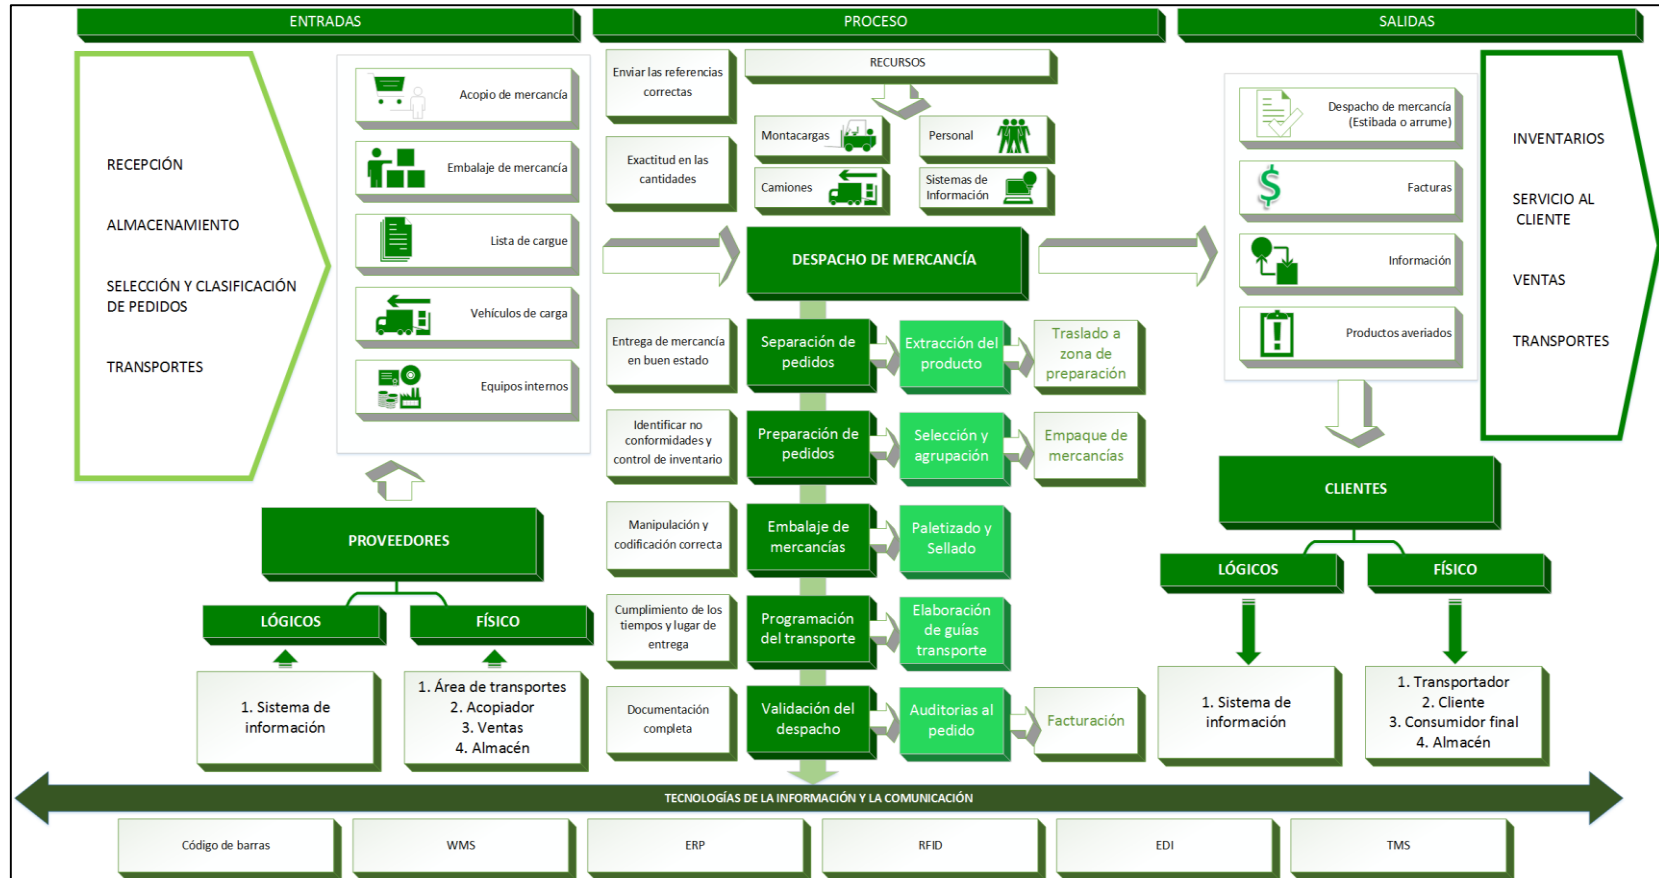 ENTRADAS
PROCESO
SALIDAS
RECEPCIÓN
ALMACENAMIENTO
SELECCIÓN Y CLASIFICACIÓN
DE PEDIDOS
TRANSPORTES
Acopio de mercancía
Embalaje de mercancía
Lista de cargue
Vehículos de carga
Equipos internos
PROVEEDORES
LÓGICOS
FÍSICO
1. Sistema de
información
1. Área de transportes
2. Acopiador
3. Ventas
4. Almacén
Enviar las referencias
correctas
Exactitud en las
cantidades
RECURSOS
Montacargas
Personal
Camiones
Sistemas de
Información
DESPACHO DE MERCANCÍA
Entrega de mercancía
en buen estado
Separación de
pedidos
Extracción del
producto
Traslado a
zona de
preparación
Identificar no
conformidades y
control de inventario
Preparación de
pedidos
Selección y
agrupación
Empaque de
mercancías
Manipulación y
codificación correcta
Embalaje de
mercancías
Paletizado y
Sellado
Cumplimiento de los
tiempos y lugar de
entrega
Programación
del transporte
Elaboración
de guías
transporte
Documentación
completa
Validación del
despacho
Auditorias al
pedido
Facturación
Despacho de mercancía
(Estibada o arrume)
Facturas
Información
Productos averiados
INVENTARIOS
SERVICIO AL
CLIENTE
VENTAS
TRANSPORTES
CLIENTES
LÓGICOS
FÍSICO
1. Sistema de
información
1. Transportador
2. Cliente
3. Consumidor final
4. Almacén
TECNOLOGÍAS DE LA INFORMACIÓN Y LA COMUNICACIÓN
Código de barras
WMS
ERP
RFID
EDI
TMS